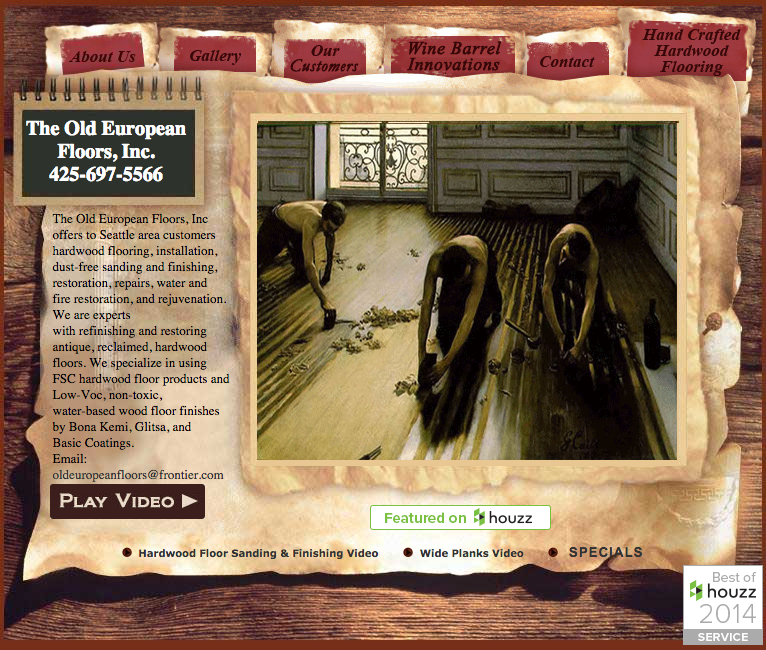 About Us
Gallery
Our
Customers
Wine Barrel
Innovations
Contact
Hand Crafted
Hardwood
Flooring
The Old European
Floors, Inc.
425-697-5566
The Old European Floors, Inc
offers to Seattle area customers
hardwood flooring, installation,
dust-free sanding and finishing,
restoration, repairs, water and
fire restoration, and rejuvenation.
We are experts
with refinishing and restoring
antique, reclaimed, hardwood
floors. We specialize in using
FSC hardwood floor products and
Low-Voc, non-toxic,
water-based wood floor finishes
by Bona Kemi, Glitsa, and
Basic Coatings.
Email:
oldeuropeanfloors@frontier.com
PLAY VIDEO
Featured on houzz
Hardwood Floor Sanding & Finishing Video
Wide Planks Video
SPECIALS
Best of
houzz
2014
SERVICE